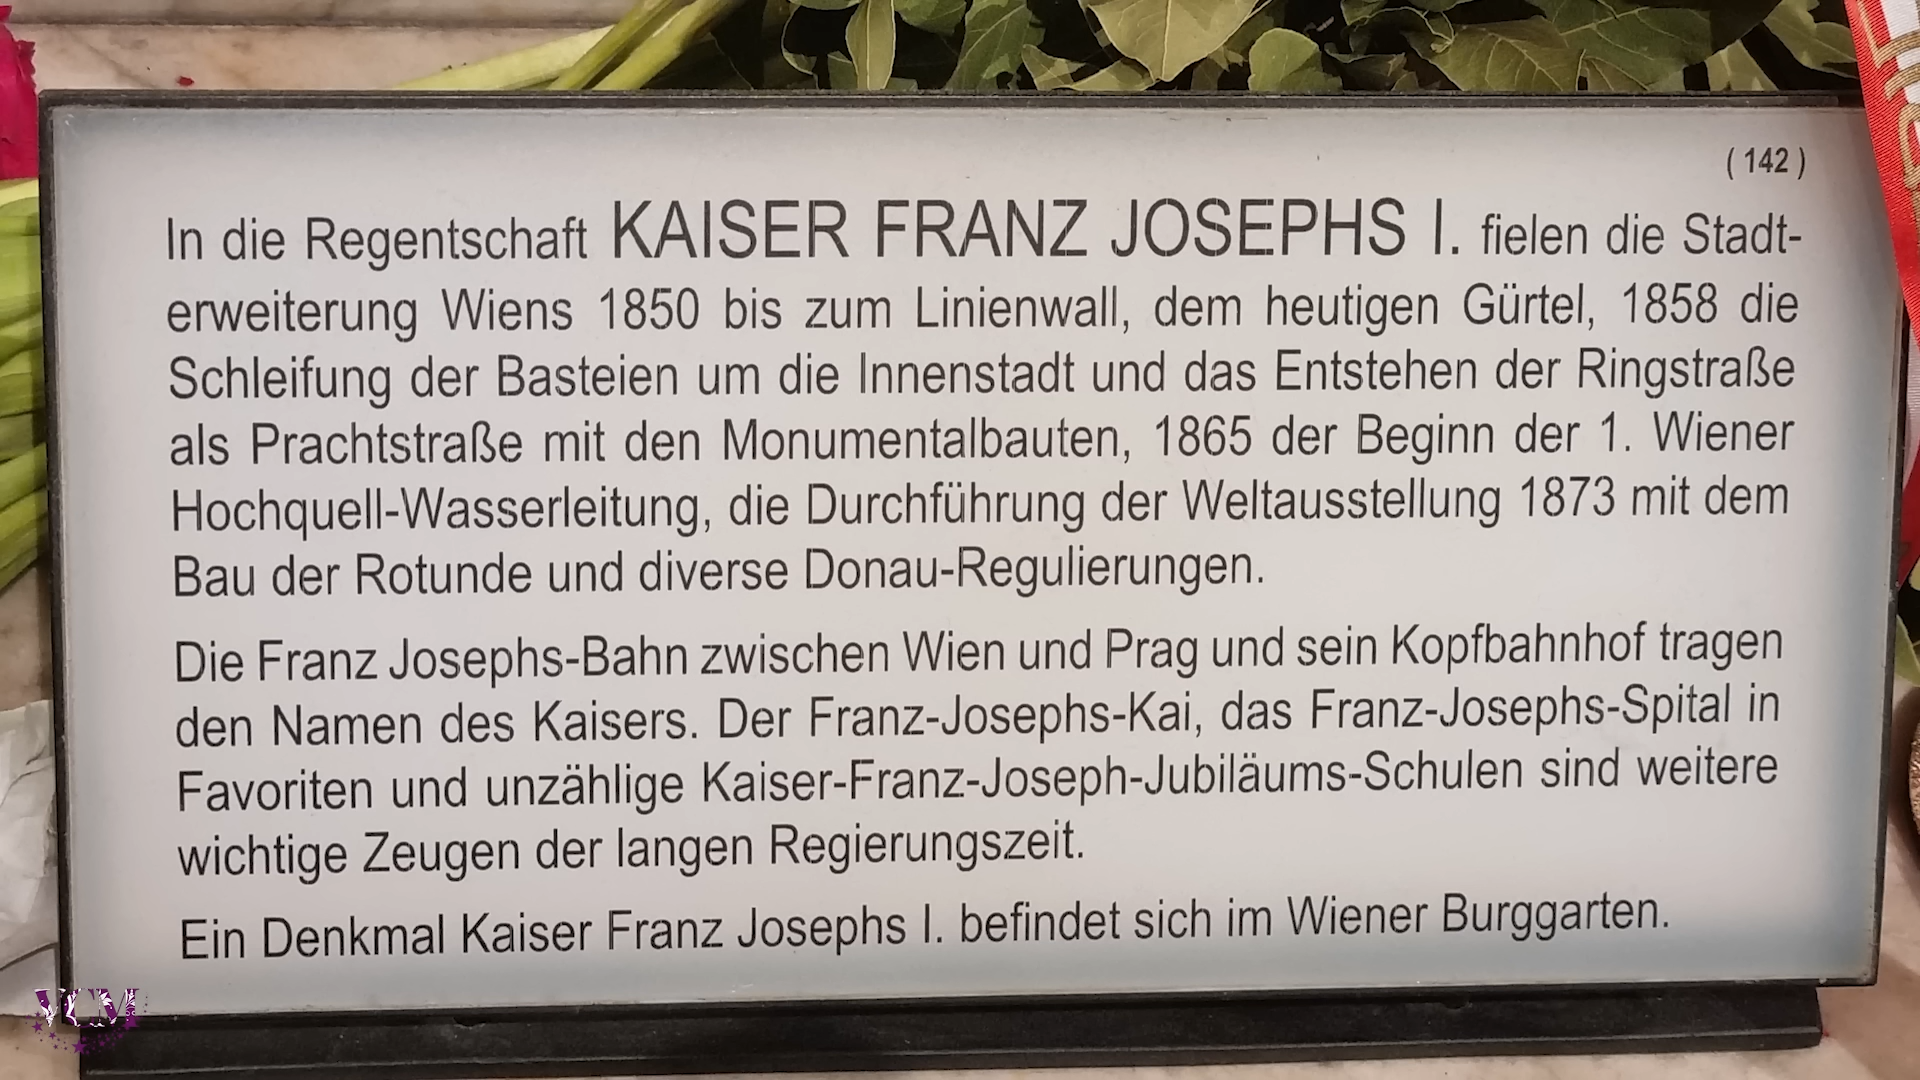 ( 142 )
In die Regentschaft KAISER FRANZ JOSEPHS I. fielen die Stadt-
erweiterung Wiens 1850 bis zum Linienwall, dem heutigen Gürtel, 1858 die
Schleifung der Basteien um die Innenstadt und das Entstehen der Ringstraße
als Prachtstraße mit den Monumentalbauten, 1865 der Beginn der 1. Wiener
Hochquell-Wasserleitung, die Durchführung der Weltausstellung 1873 mit dem
Bau der Rotunde und diverse Donau-Regulierungen.
Die Franz Josephs-Bahn zwischen Wien und Prag und sein Kopfbahnhof tragen
den Namen des Kaisers. Der Franz-Josephs-Kai, das Franz-Josephs-Spital in
Favoriten und unzählige Kaiser-Franz-Joseph-Jubiläums-Schulen sind weitere
wichtige Zeugen der langen Regierungszeit.
Ein Denkmal Kaiser Franz Josephs I. befindet sich im Wiener Burggarten.
VCM